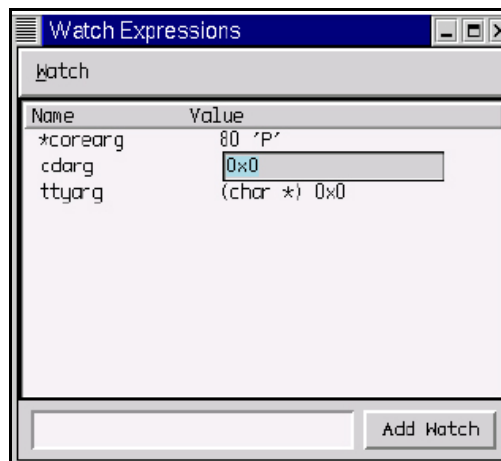 Watch Expressions
Watch
Name Value
*corearg 80 'P'
cdarg 0x0
ttyarg (char *) 0x0
Add Watch